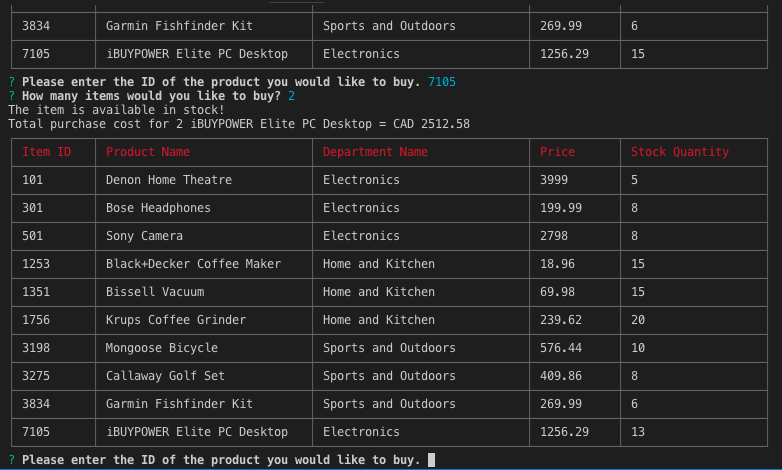 3834 Garmin Fishfinder Kit Sports and Outdoors 269.99 6
7105 iBUYPOWER Elite PC Desktop Electronics 1256.29 15
? Please enter the ID of the product you would like to buy. 7105
? How many items would you like to buy? 2
The item is available in stock!
Total purchase cost for 2 iBUYPOWER Elite PC Desktop = CAD 2512.58
Item ID Product Name Department Name Price Stock Quantity
101 Denon Home Theatre Electronics 3999 5
301 Bose Headphones Electronics 199.99 8
501 Sony Camera Electronics 2798 8
1253 Black+Decker Coffee Maker Home and Kitchen 18.96 15
1351 Bissell Vacuum Home and Kitchen 69.98 15
1756 Krups Coffee Grinder Home and Kitchen 239.62 20
3198 Mongoose Bicycle Sports and Outdoors 576.44 10
3275 Callaway Golf Set Sports and Outdoors 409.86 8
3834 Garmin Fishfinder Kit Sports and Outdoors 269.99 6
7105 iBUYPOWER Elite PC Desktop Electronics 1256.29 13
? Please enter the ID of the product you would like to buy.